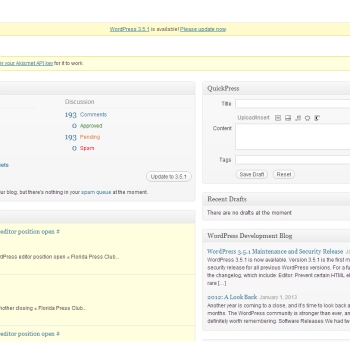 WordPress 3.5.1 is available! Please update now
er your Akismet API key for it to work.
Discussion
193 Comments
0 Approved
193 Pending
0 Spam
Update to 3.5.1
ur blog, but there's nothing in your spam queue at the moment.
editor position open #
dPress editor position open « Florida Press Club...
nother closing « Florida Press Club...
editor position open #
QuickPress
Title
Upload/Insert
Content
Tags
Save Draft Reset
Recent Drafts
There are no drafts at the moment
WordPress Development Blog
WordPress 3.5.1 Maintenance and Security Release
WordPress 3.5.1 is now available. Version 3.5.1 is the first m
security release for all previous WordPress versions. For a fu
the changelog, which include: Editor: Prevent certain HTML el
rare […]
2012: A Look Back January 1, 2013
Another year is coming to a close, and it's time to look back a
months. The WordPress community is stronger than ever, an
definitely worth remembering. Software Releases We had tw